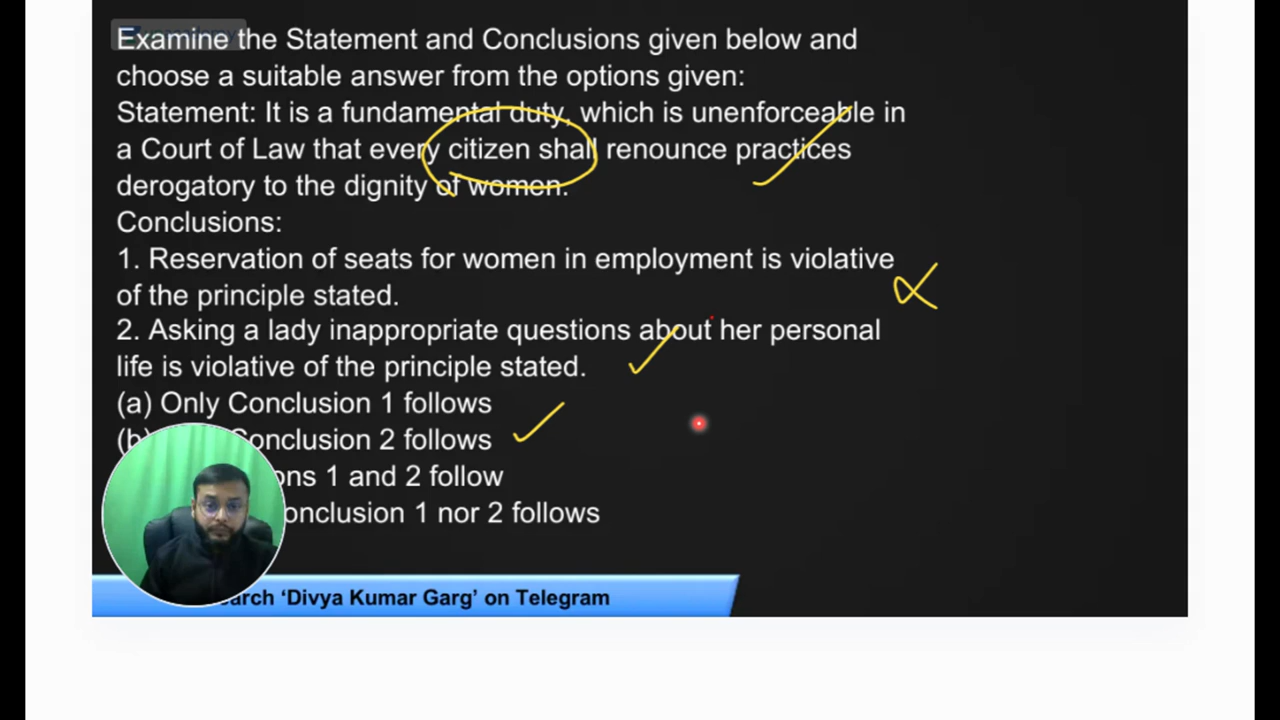 Examine the Statement and Conclusions given below and
choose a suitable answer from the options given:
Statement: It is a fundamental duty, which is unenforceable in
a Court of Law that every citizen shall renounce practices
derogatory to the dignity of women.
Conclusions:
1. Reservation of seats for women in employment is violative
of the principle stated.
2. Asking a lady inappropriate questions about her personal
life is violative of the principle stated.
(a) Only Conclusion 1 follows
(b) Conclusion 2 follows
1 and 2 follow
Conclusion 1 nor 2 follows
‘Divya Kumar Garg’ on Telegram